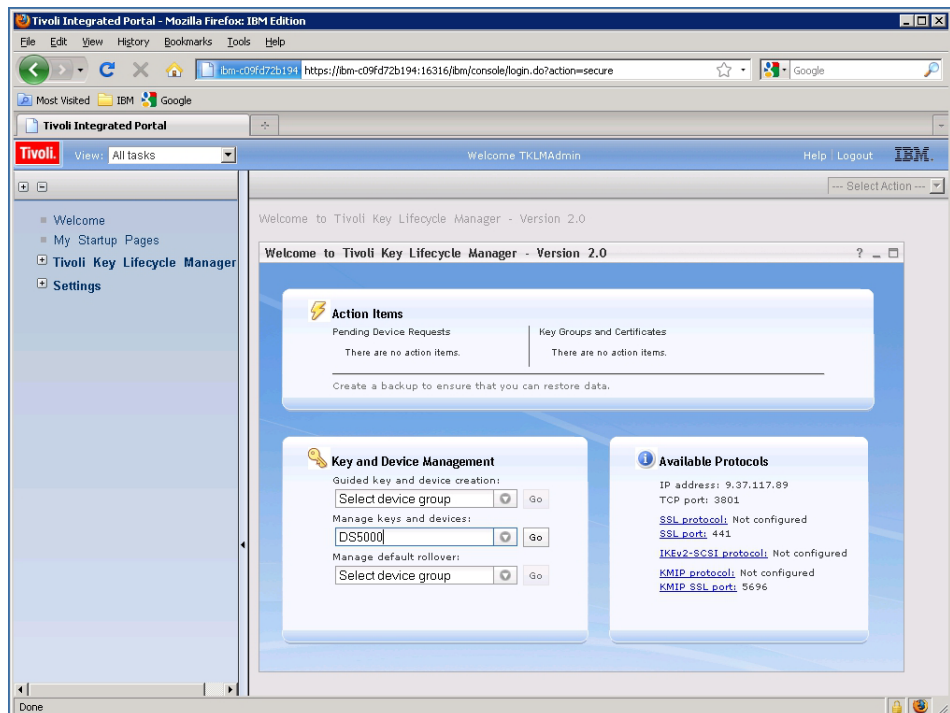 Tivoli Integrated Portal - Mozilla Firefox: IBM Edition
File Edit View History Bookmarks Tools Help
ibm-c09fd72b194 https://ibm-c09fd72b194:16316/ibm/console/login.do?action=secure
Google
Most Visited IBM Google
Tivoli Integrated Portal
Tivoli. View: All tasks Welcome TKLMAdmin Help Logout IBM.
--- Select Action ---
Welcome
My Startup Pages
Tivoli Key Lifecycle Manager
Settings
Welcome to Tivoli Key Lifecycle Manager - Version 2.0
Welcome to Tivoli Key Lifecycle Manager - Version 2.0
Action Items
Pending Device Requests
There are no action items.
Key Groups and Certificates
There are no action items.
Create a backup to ensure that you can restore data.
Key and Device Management
Guided key and device creation:
Select device group Go
Manage keys and devices:
DS5000 Go
Manage default rollover:
Select device group Go
Available Protocols
IP address: 9.37.117.89
TCP port: 3801
SSL protocol: Not configured
SSL port: 441
IKEv2-SCSI protocol: Not configured
KMIP protocol: Not configured
KMIP SSL port: 5696
Done